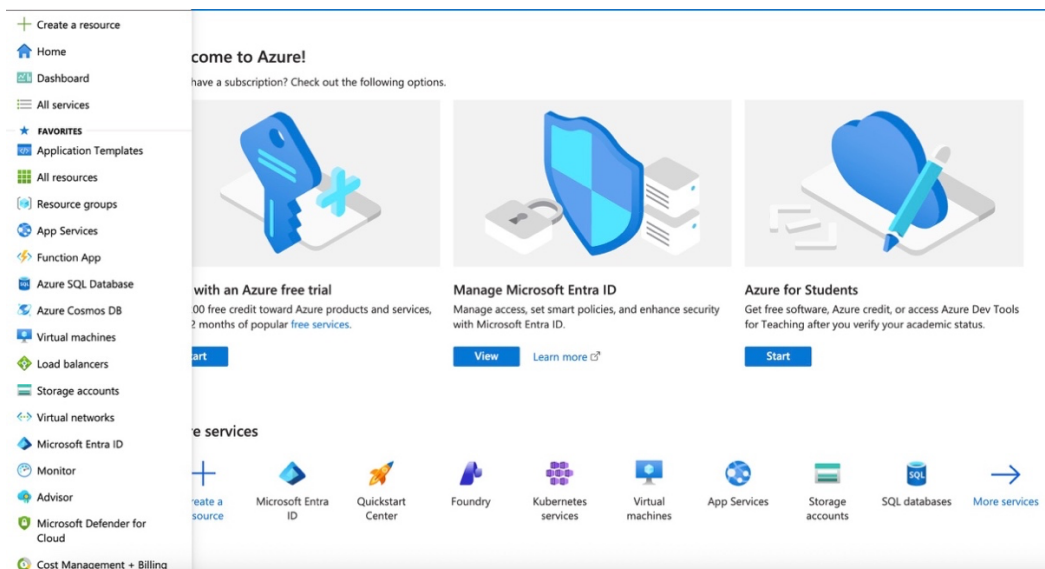 Create a resource
Home
Dashboard
All services
FAVORITES
Application Templates
All resources
Resource groups
App Services
Function App
Azure SQL Database
Azure Cosmos DB
Virtual machines
Load balancers
Storage accounts
Virtual networks
Microsoft Entra ID
Monitor
Advisor
Microsoft Defender for
Cloud
Cost Management + Billing
come to Azure!
have a subscription? Check out the following options.
with an Azure free trial
00 free credit toward Azure products and services,
2 months of popular free services.
art
Manage Microsoft Entra ID
Manage access, set smart policies, and enhance security
with Microsoft Entra ID.
View
Learn more
Azure for Students
Get free software, Azure credit, or access Azure Dev Tools
for Teaching after you verify your academic status.
Start
e services
reate a
source
Microsoft Entra
ID
Quickstart
Center
Foundry
Kubernetes
services
Virtual
machines
App Services
Storage
accounts
SQL
SQL databases
More services